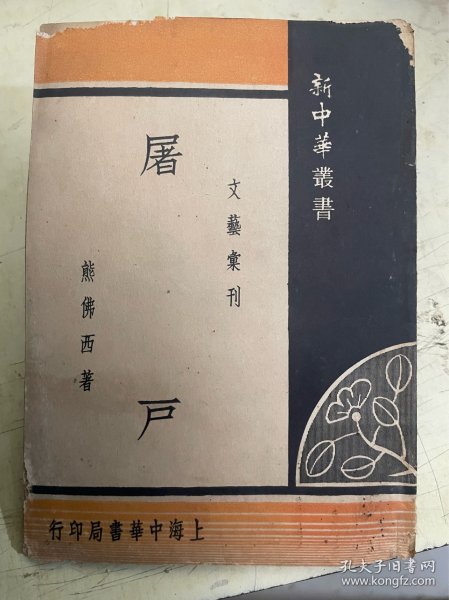 新中華叢書
文藝彙刊
屠戶
熊佛西著
上海中華書局印行
孔夫子旧书网
www.kongfz.com